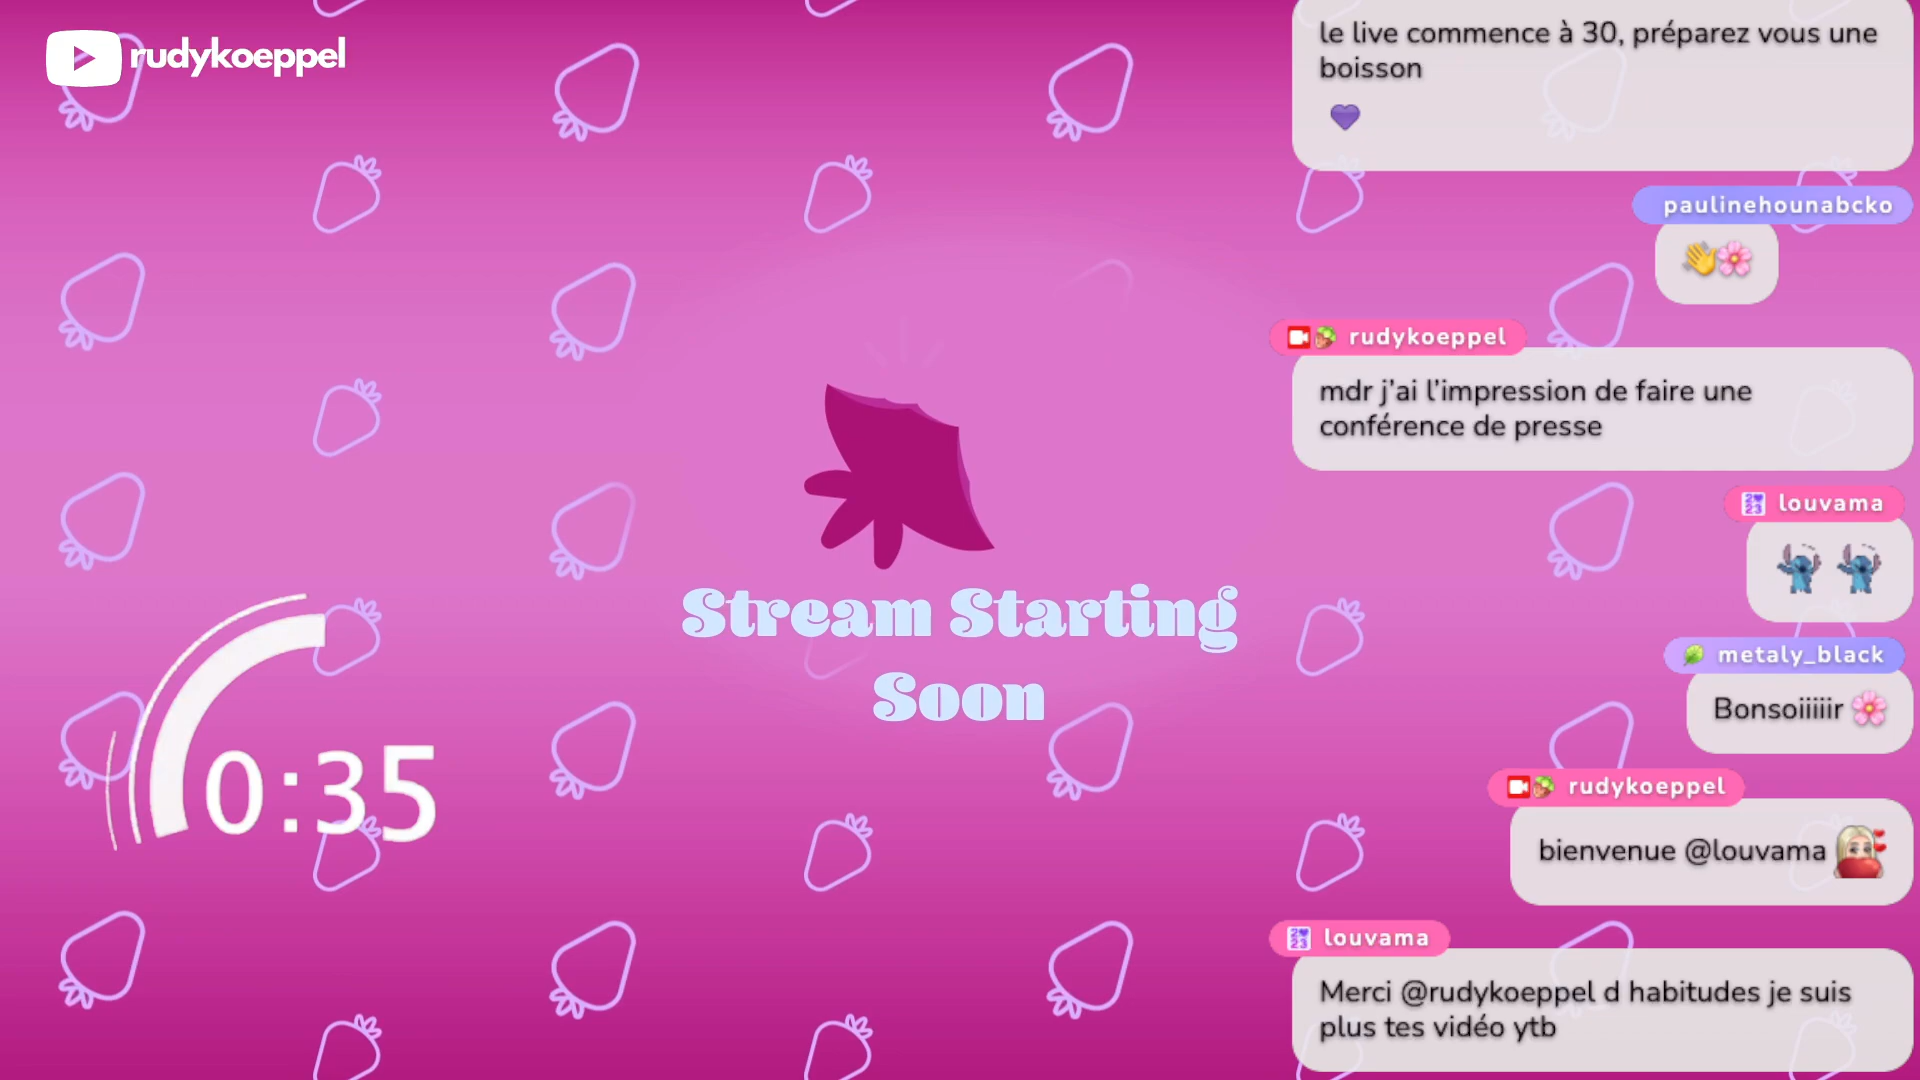 rudykoeppel
le live commence à 30, préparez vous une
boisson
💜
paulinehounabcko
👋🌸
rudykoeppel
mdr j'ai l'impression de faire une
conférence de presse
louvama
metaly_black
Bonsoiiiiir 🌸
rudykoeppel
bienvenue @louvama
louvama
Merci @rudykoeppel d habitudes je suis
plus tes vidéo ytb
Stream Starting
Soon
0:35